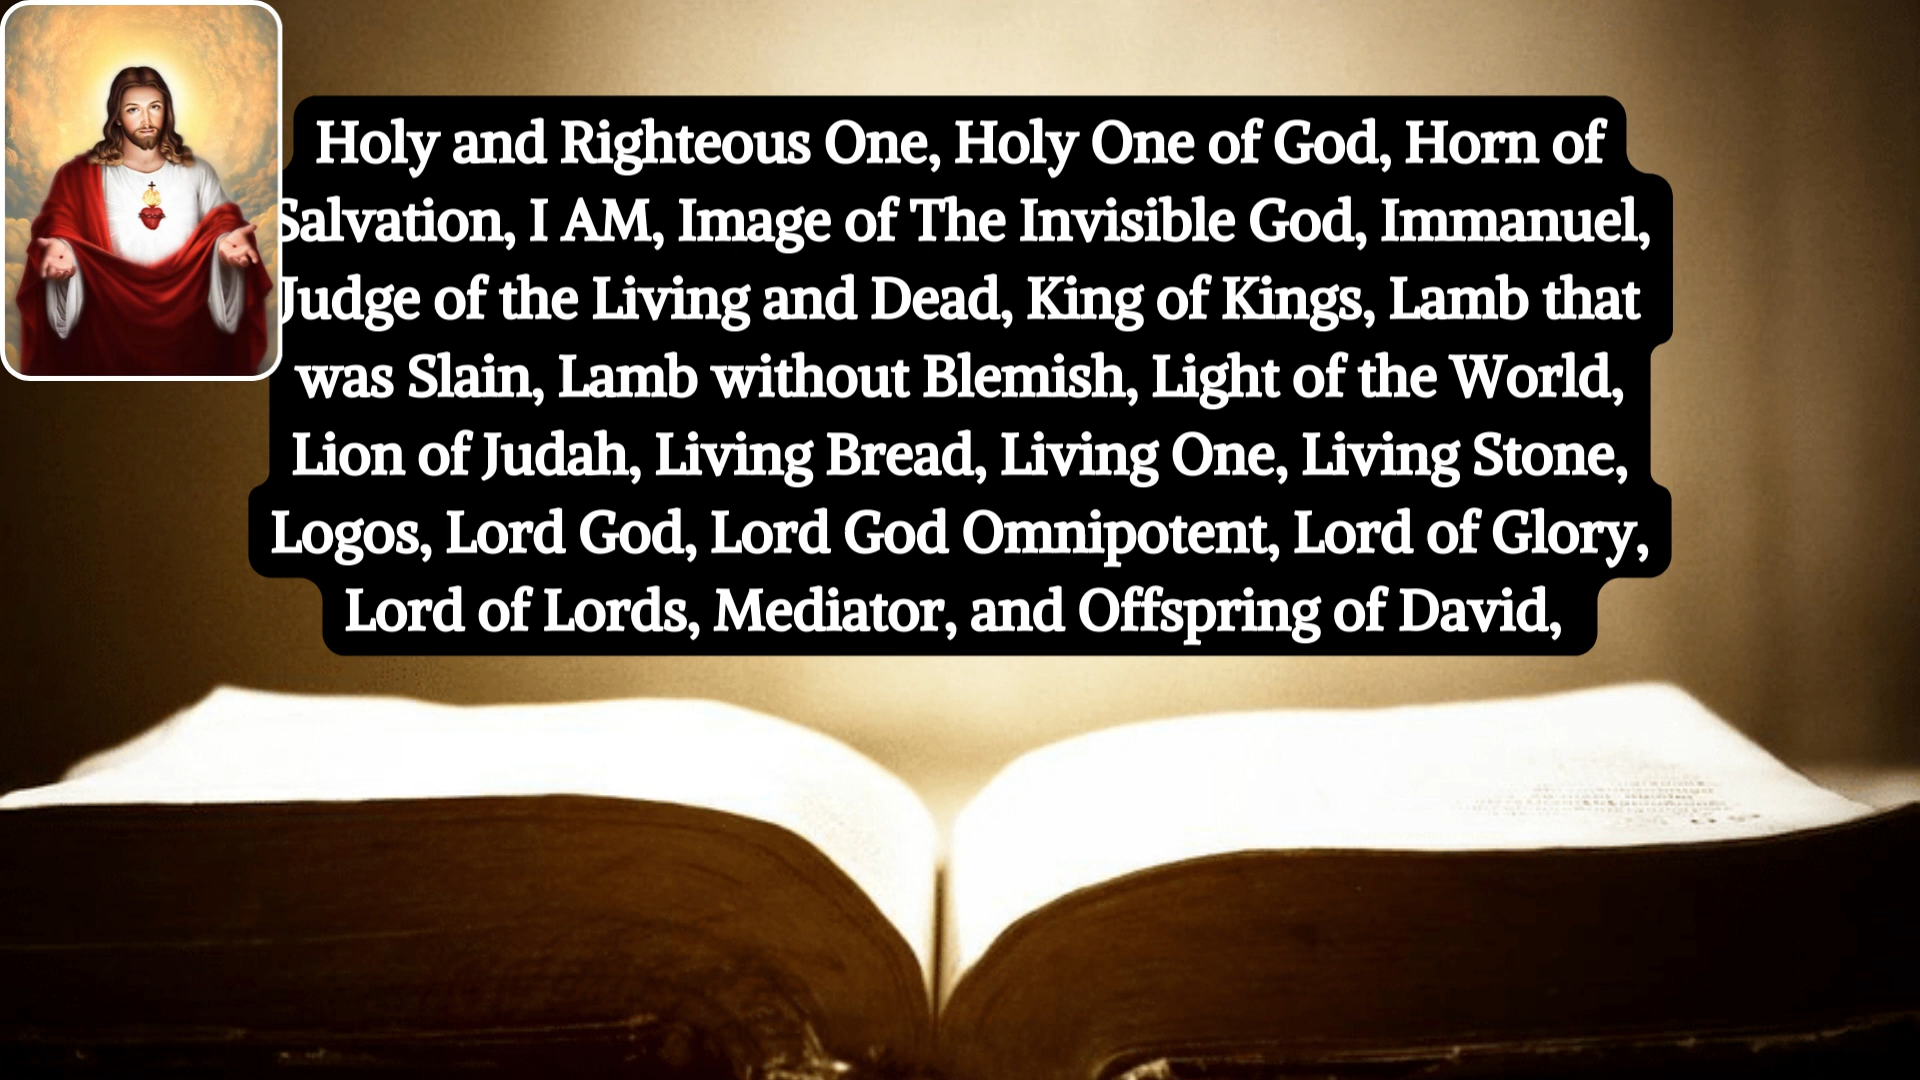 Holy and Righteous One, Holy One of God, Horn of
Salvation, I AM, Image of The Invisible God, Immanuel,
Judge of the Living and Dead, King of Kings, Lamb that
was Slain, Lamb without Blemish, Light of the World,
Lion of Judah, Living Bread, Living One, Living Stone,
Logos, Lord God, Lord God Omnipotent, Lord of Glory,
Lord of Lords, Mediator, and Offspring of David,